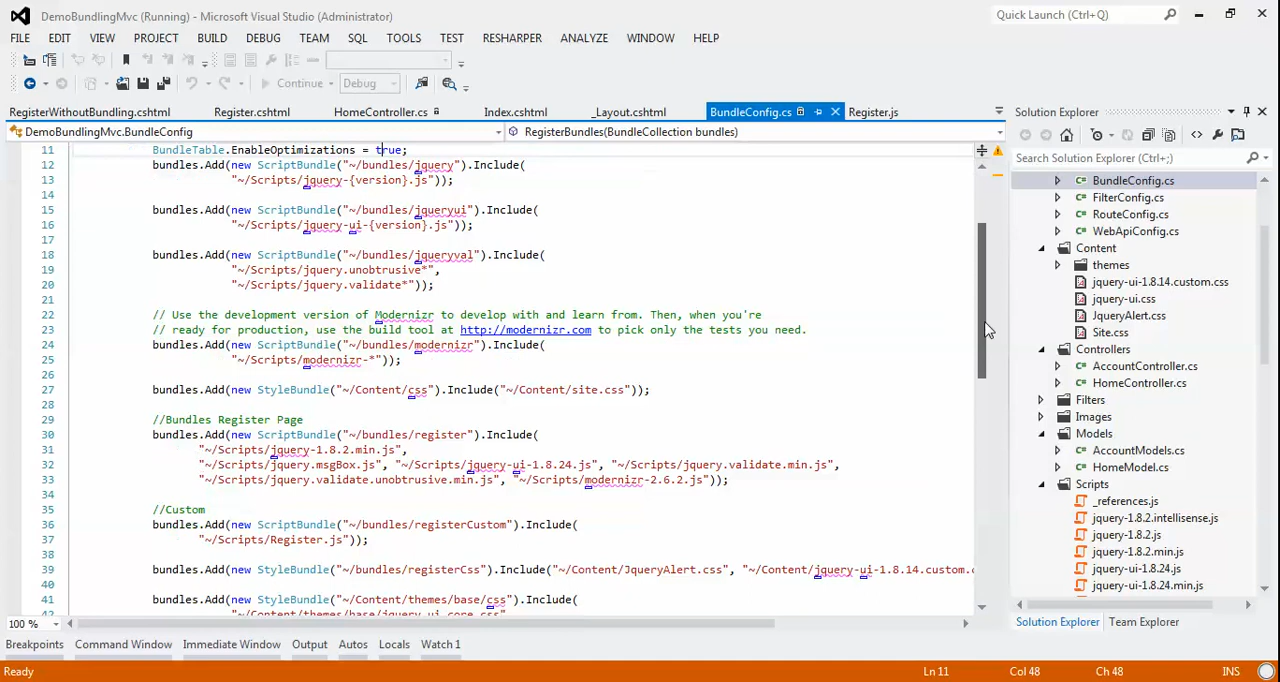 DemoBundlingMvc (Running) - Microsoft Visual Studio (Administrator)
Quick Launch (Ctrl+Q)
FILE EDIT VIEW PROJECT BUILD DEBUG TEAM SQL TOOLS TEST RESHARPER ANALYZE WINDOW HELP
Continue Debug
RegisterWithoutBundling.cshtml Register.cshtml HomeController.cs Index.cshtml _Layout.cshtml BundleConfig.cs Register.js
DemoBundlingMvc.BundleConfig RegisterBundles(BundleCollection bundles)
11 BundleTable.EnableOptimizations = true;
12 bundles.Add(new ScriptBundle("~/bundles/jquery").Include(
13 "~/Scripts/jquery-{version}.js"));
14
15 bundles.Add(new ScriptBundle("~/bundles/jqueryui").Include(
16 "~/Scripts/jquery-ui-{version}.js"));
17
18 bundles.Add(new ScriptBundle("~/bundles/jqueryval").Include(
19 "~/Scripts/jquery.unobtrusive*",
20 "~/Scripts/jquery.validate*"));
21
22 // Use the development version of Modernizr to develop with and learn from. Then, when you're
23 // ready for production, use the build tool at http://modernizr.com to pick only the tests you need.
24 bundles.Add(new ScriptBundle("~/bundles/modernizr").Include(
25 "~/Scripts/modernizr-*"));
26
27 bundles.Add(new StyleBundle("~/Content/css").Include("~/Content/site.css"));
28
29 //Bundles Register Page
30 bundles.Add(new ScriptBundle("~/bundles/register").Include(
31 "~/Scripts/jquery-1.8.2.min.js",
32 "~/Scripts/jquery.msgBox.js", "~/Scripts/jquery-ui-1.8.24.js", "~/Scripts/jquery.validate.min.js",
33 "~/Scripts/jquery.validate.unobtrusive.min.js", "~/Scripts/modernizr-2.6.2.js"));
34
35 //Custom
36 bundles.Add(new ScriptBundle("~/bundles/registerCustom").Include(
37 "~/Scripts/Register.js"));
38
39 bundles.Add(new StyleBundle("~/bundles/registerCss").Include("~/Content/JqueryAlert.css", "~/Content/jquery-ui-1.8.14.custom.c
40
41 bundles.Add(new StyleBundle("~/Content/themes/base/css").Include(
42 "~/Content/themes/base/jquery.ui.core.css"
100 %
Solution Explorer
Search Solution Explorer (Ctrl+;)
BundleConfig.cs
FilterConfig.cs
RouteConfig.cs
WebApiConfig.cs
Content
themes
jquery-ui-1.8.14.custom.css
jquery-ui.css
JqueryAlert.css
Site.css
Controllers
AccountController.cs
HomeController.cs
Filters
Images
Models
AccountModels.cs
HomeModel.cs
Scripts
_references.js
jquery-1.8.2.intellisense.js
jquery-1.8.2.js
jquery-1.8.2.min.js
jquery-ui-1.8.24.js
jquery-ui-1.8.24.min.js
Solution Explorer Team Explorer
Breakpoints Command Window Immediate Window Output Autos Locals Watch 1
Ready Ln 11 Col 48 Ch 48 INS